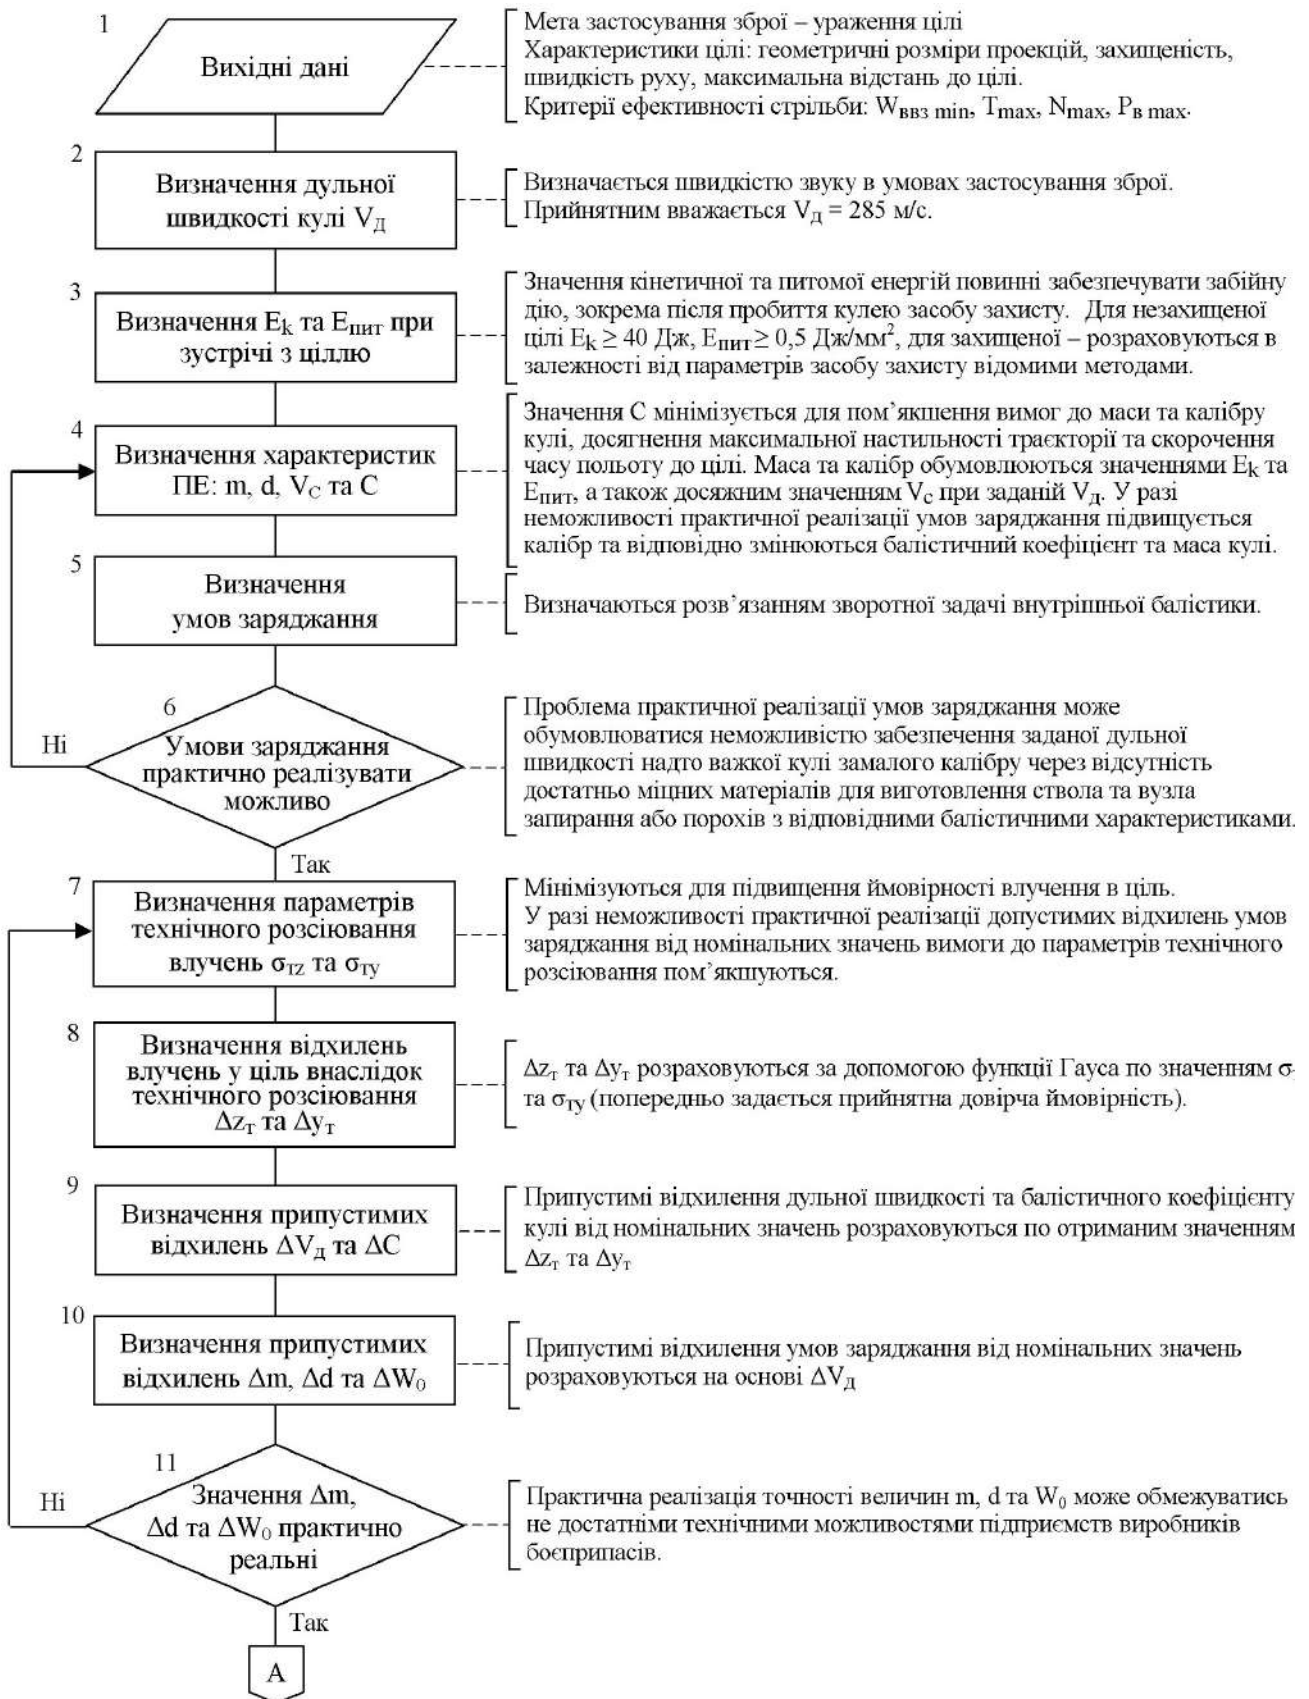 1
Вихідні дані
Мета застосування зброї – ураження цілі
Характеристики цілі: геометричні розміри проекцій, захищеність,
швидкість руху, максимальна відстань до цілі.
Критерії ефективності стрільби: Wввз min, Tmax, Nmax, Pв max.
2
Визначення дульної
швидкості кулі VД
Визначається швидкістю звуку в умовах застосування зброї.
Прийнятним вважається VД = 285 м/с.
3
Визначення Ek та Eпит при
зустрічі з ціллю
Значення кінетичної та питомої енергій повинні забезпечувати забійну
дію, зокрема після пробиття кулею засобу захисту. Для незахищеної
цілі Ek ≥ 40 Дж, Eпит ≥ 0,5 Дж/мм², для захищеної – розраховуються в
залежності від параметрів засобу захисту відомими методами.
4
Визначення характеристик
ПЕ: m, d, VC та C
Значення С мінімізується для пом’якшення вимог до маси та калібру
кулі, досягнення максимальної настильності траєкторії та скорочення
часу польоту до цілі. Маса та калібр обумовлюються значеннями Ek та
Eпит, а також досяжним значенням Vc при заданій VД. У разі
неможливості практичної реалізації умов заряджання підвищується
калібр та відповідно змінюються балістичний коефіцієнт та маса кулі.
5
Визначення
умов заряджання
Визначаються розв’язанням зворотної задачі внутрішньої балістики.
6
Ні
Умови заряджання
практично реалізувати
можливо
Проблема практичної реалізації умов заряджання може
обумовлюватися неможливістю забезпечення заданої дульної
швидкості надто важкої кулі замалого калібру через відсутність
достатньо міцних матеріалів для виготовлення ствола та вузла
запирання або порохів з відповідними балістичними характеристиками.
Так
7
Визначення параметрів
технічного розсіювання
влучень σTZ та σTY
Мінімізуються для підвищення ймовірності влучення в ціль.
У разі неможливості практичної реалізації допустимих відхилень умов
заряджання від номінальних значень вимоги до параметрів технічного
розсіювання пом’якшуються.
8
Визначення відхилень
влучень у ціль внаслідок
технічного розсіювання
Δzт та Δyт
Δzт та Δyт розраховуються за допомогою функції Гауса по значенням σ
та σTY (попередньо задається прийнятна довірча ймовірність).
9
Визначення припустимих
відхилень ΔVД та ΔC
Припустимі відхилення дульної швидкості та балістичного коефіцієнту
кулі від номінальних значень розраховуються по отриманим значенням
Δzт та Δyт
10
Визначення припустимих
відхилень Δm, Δd та ΔW₀
Припустимі відхилення умов заряджання від номінальних значень
розраховуються на основі ΔVД
11
Ні
Значення Δm,
Δd та ΔW₀ практично
реальні
Практична реалізація точності величин m, d та W₀ може обмежуватись
не достатніми технічними можливостями підприємств виробників
боєприпасів.
Так
А